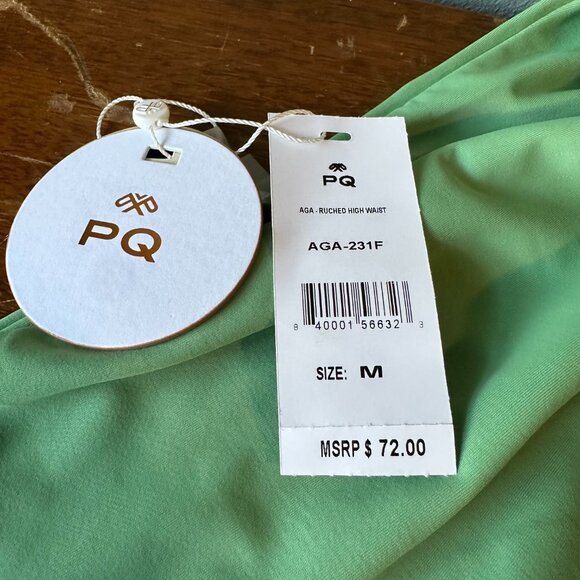 PQ
PQ
AGA - RUCHED HIGH WAIST
AGA-231F
8 40001 56632 3
SIZE: M
MSRP $ 72.00